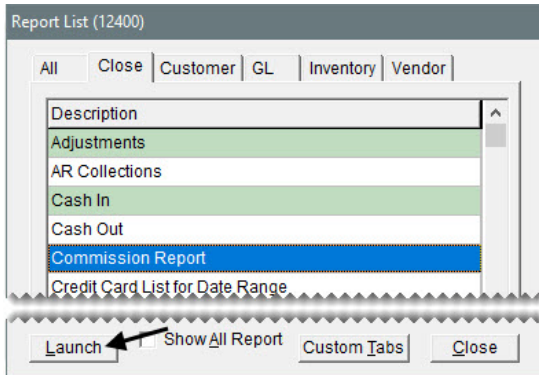 Report List (12400)
All Close Customer GL Inventory Vendor
Description
Adjustments
AR Collections
Cash In
Cash Out
Commission Report
Credit Card List for Date Range
Launch Show All Report Custom Tabs Close